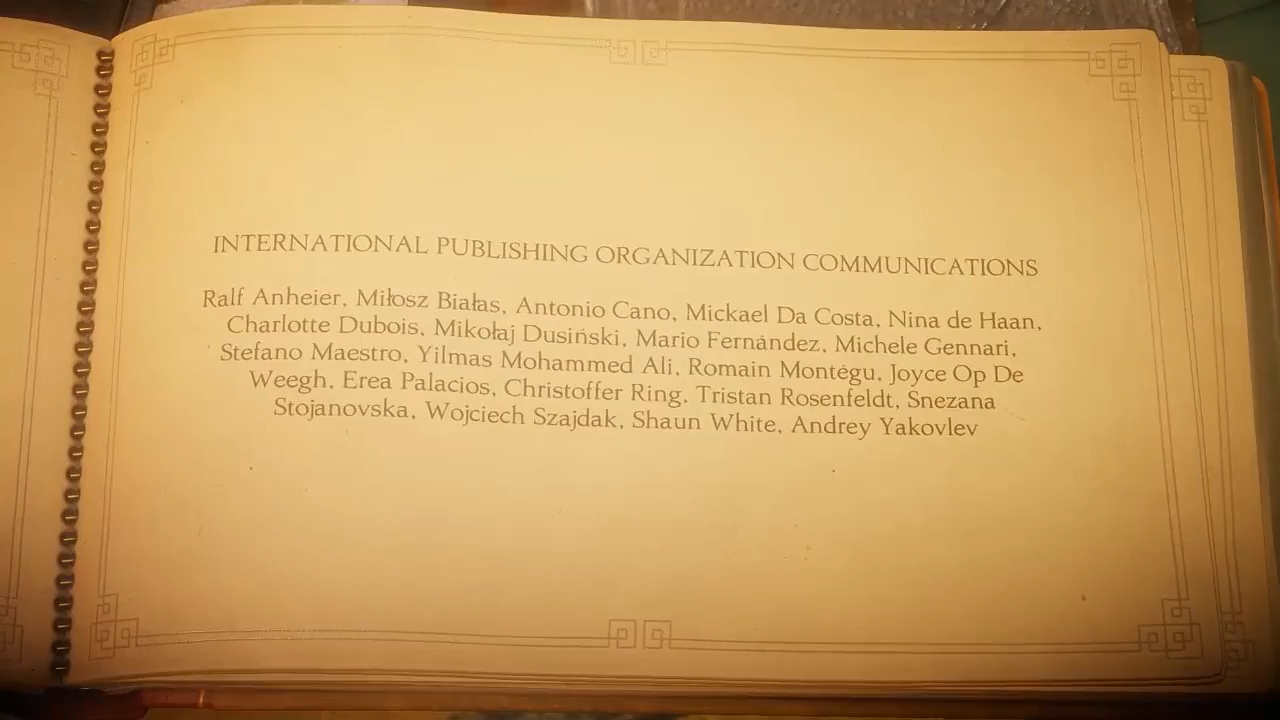 INTERNATIONAL PUBLISHING ORGANIZATION COMMUNICATIONS
Ralf Anheier, Miłosz Białas, Antonio Cano, Mickael Da Costa, Nina de Haan,
Charlotte Dubois, Mikołaj Dusiński, Mario Fernández, Michele Gennari,
Stefano Maestro, Yilmas Mohammed Ali, Romain Montégu, Joyce Op De
Weegh, Erea Palacios, Christoffer Ring, Tristan Rosenfeldt, Snezana
Stojanovska, Wojciech Szajdak, Shaun White, Andrey Yakovlev